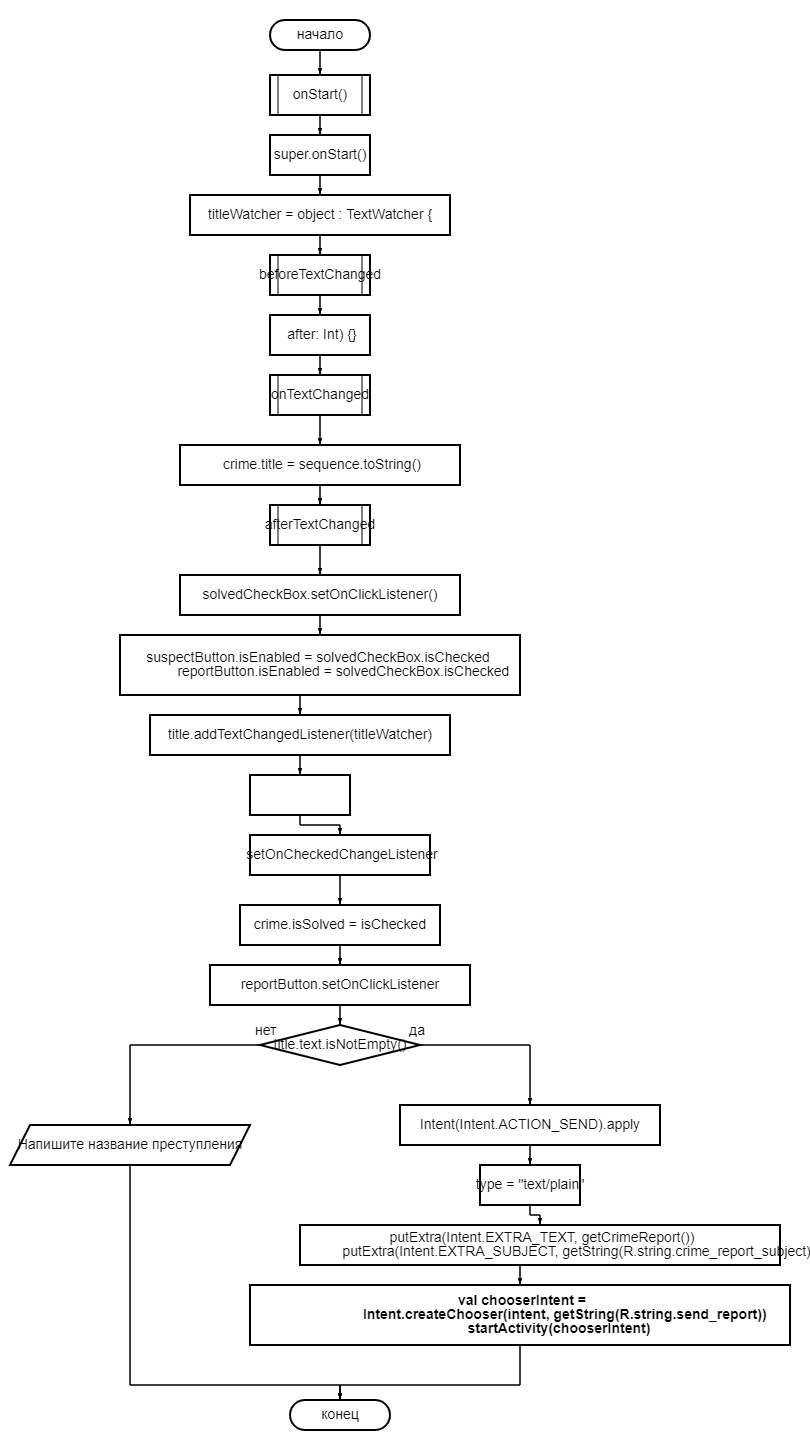 начало
onStart()
super.onStart()
titleWatcher = object : TextWatcher {
beforeTextChanged
after: Int) {}
onTextChanged
crime.title = sequence.toString()
afterTextChanged
solvedCheckBox.setOnClickListener()
suspectButton.isEnabled = solvedCheckBox.isChecked
reportButton.isEnabled = solvedCheckBox.isChecked
title.addTextChangedListener(titleWatcher)
setOnCheckedChangeListener
crime.isSolved = isChecked
reportButton.setOnClickListener
нет
да
title.text.isNotEmpty()
Intent(Intent.ACTION_SEND).apply
Напишите название преступления
type = "text/plain"
putExtra(Intent.EXTRA_TEXT, getCrimeReport())
putExtra(Intent.EXTRA_SUBJECT, getString(R.string.crime_report_subject)
val chooserIntent =
Intent.createChooser(intent, getString(R.string.send_report))
startActivity(chooserIntent)
конец